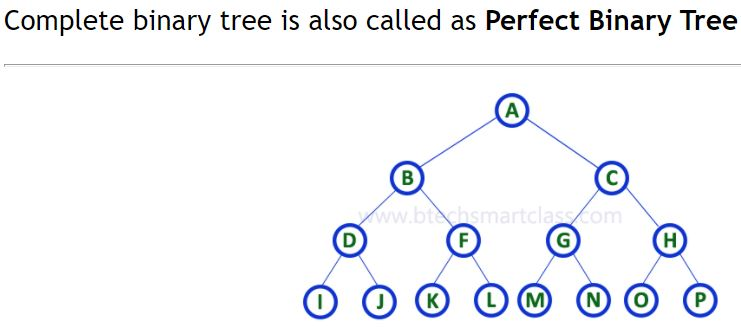 Complete binary tree is also called as Perfect Binary Tree
A
B C
www.btechsmartclass.com
D F G H
I J K L M N O P